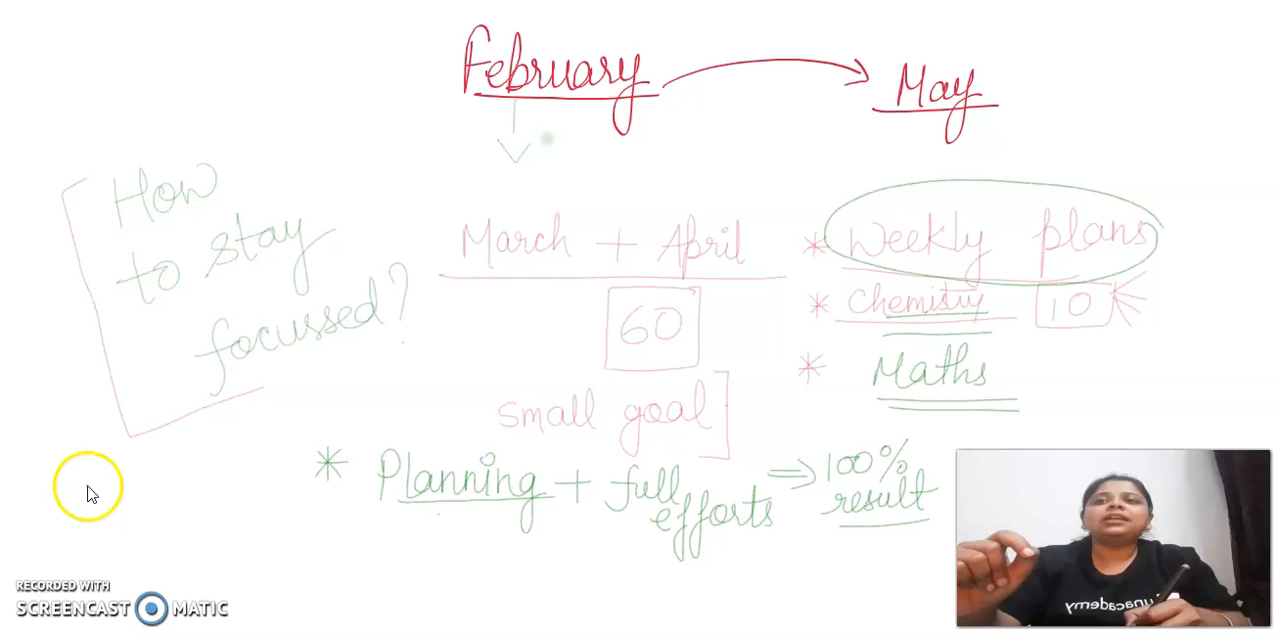 February → May
How
to stay
focussed?
March + April
60
small goal
* Weekly plans
* Chemistry 10
* Maths
* Planning + full efforts ⇒ 100% result
unacademy
RECORDED WITH
SCREENCAST MATIC